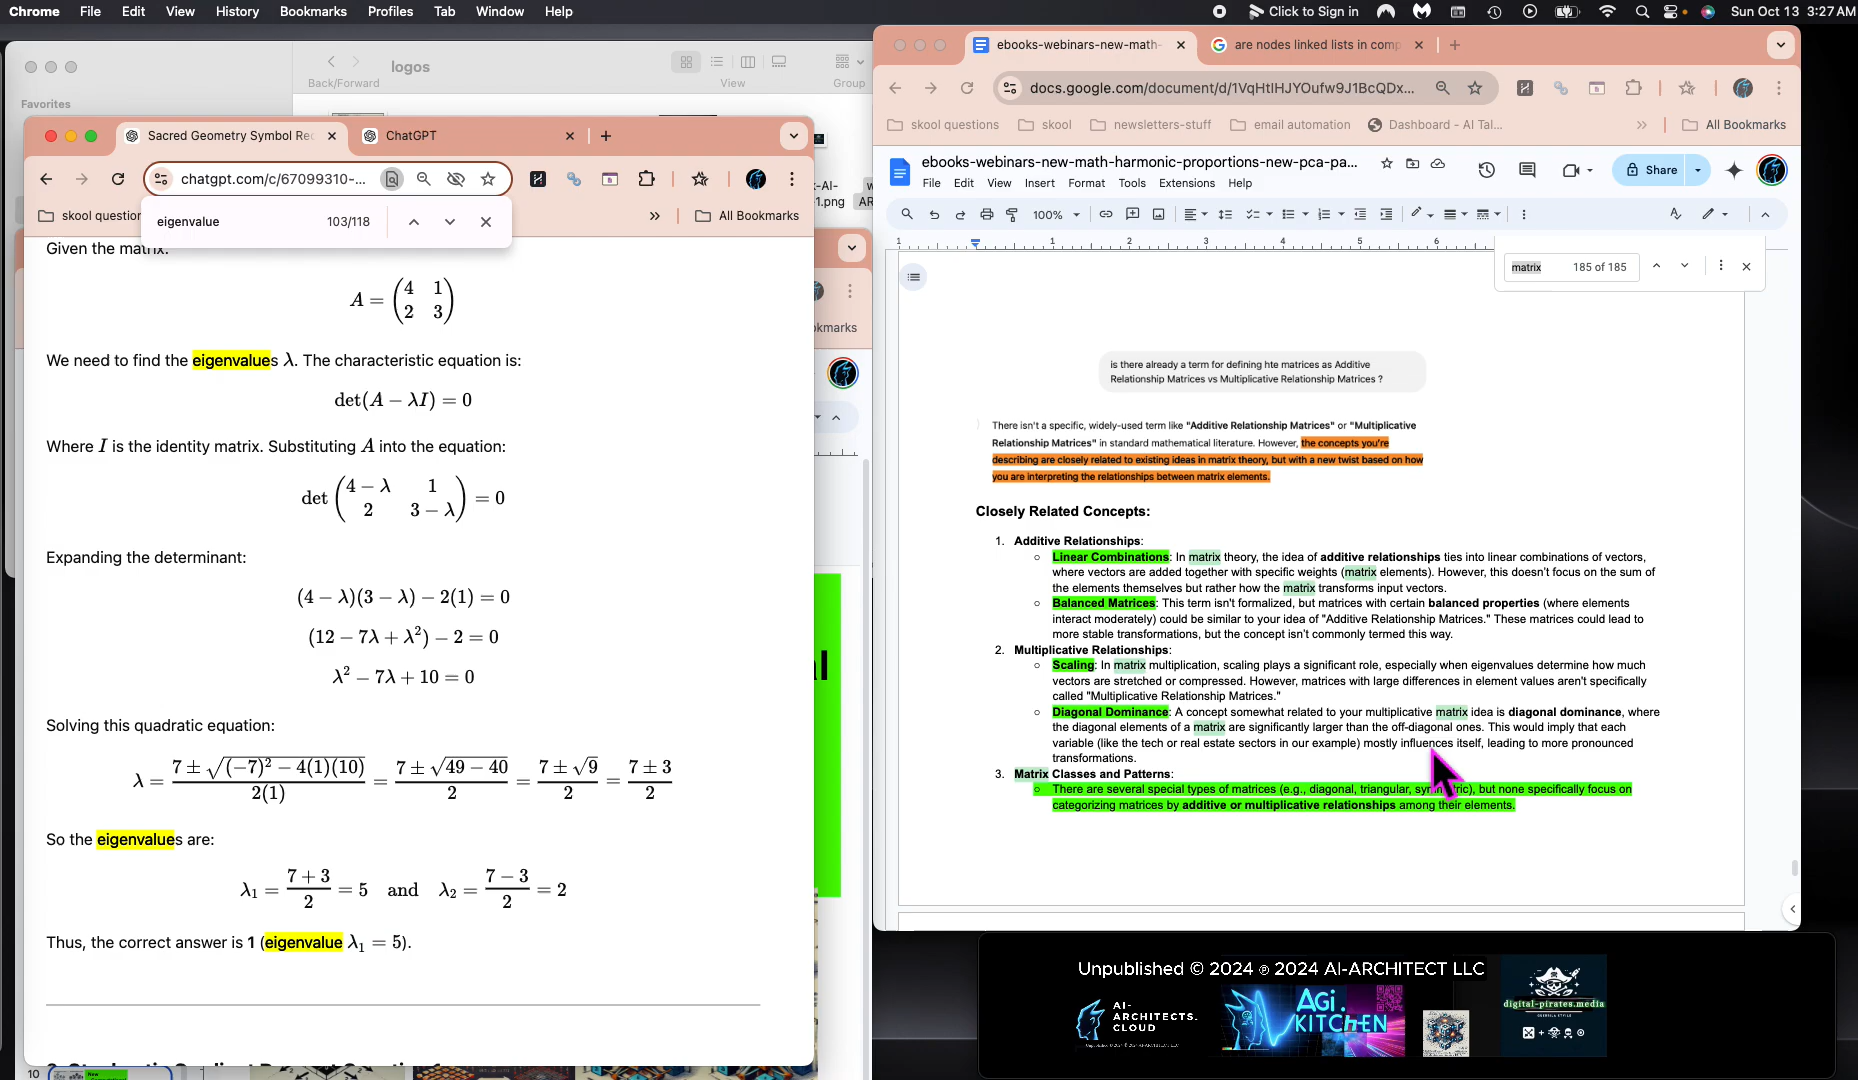 Chrome File Edit View History Bookmarks Profiles Tab Window Help
Click to Sign in
Sun Oct 13 3:27 AM
logos
Back/Forward
View
Group
Favorites
Sacred Geometry Symbol Rec
ChatGPT
chatgpt.com/c/67099310-...
skool question
All Bookmarks
eigenvalue 103/118
Given the matrix:
A = (4 1
2 3)
We need to find the eigenvalues λ. The characteristic equation is:
det(A − λI) = 0
Where I is the identity matrix. Substituting A into the equation:
det (4 − λ 1
2 3 − λ) = 0
Expanding the determinant:
(4 − λ)(3 − λ) − 2(1) = 0
(12 − 7λ + λ²) − 2 = 0
λ² − 7λ + 10 = 0
Solving this quadratic equation:
λ = (7 ± √((−7)² − 4(1)(10))) / 2(1) = (7 ± √(49 − 40)) / 2 = (7 ± √9) / 2 = (7 ± 3) / 2
So the eigenvalues are:
λ₁ = (7 + 3) / 2 = 5 and λ₂ = (7 − 3) / 2 = 2
Thus, the correct answer is 1 (eigenvalue λ₁ = 5).
10
ebooks-webinars-new-math-
are nodes linked lists in comp
docs.google.com/document/d/1VqHtIHJYOufw9J1BcQDx...
skool questions
skool
newsletters-stuff
email automation
Dashboard - AI Tal...
All Bookmarks
ebooks-webinars-new-math-harmonic-proportions-new-pca-pa...
File Edit View Insert Format Tools Extensions Help
Share
100%
1 1 2 3 4 5 6
matrix 185 of 185
is there already a term for defining hte matrices as Additive
Relationship Matrices vs Multiplicative Relationship Matrices ?
There isn't a specific, widely-used term like "Additive Relationship Matrices" or "Multiplicative
Relationship Matrices" in standard mathematical literature. However, the concepts you're
describing are closely related to existing ideas in matrix theory, but with a new twist based on how
you are interpreting the relationships between matrix elements.
Closely Related Concepts:
1. Additive Relationships:
○ Linear Combinations: In matrix theory, the idea of additive relationships ties into linear combinations of vectors,
where vectors are added together with specific weights (matrix elements). However, this doesn't focus on the sum of
the elements themselves but rather how the matrix transforms input vectors.
○ Balanced Matrices: This term isn't formalized, but matrices with certain balanced properties (where elements
interact moderately) could be similar to your idea of "Additive Relationship Matrices." These matrices could lead to
more stable transformations, but the concept isn't commonly termed this way.
2. Multiplicative Relationships:
○ Scaling: In matrix multiplication, scaling plays a significant role, especially when eigenvalues determine how much
vectors are stretched or compressed. However, matrices with large differences in element values aren't specifically
called "Multiplicative Relationship Matrices."
○ Diagonal Dominance: A concept somewhat related to your multiplicative matrix idea is diagonal dominance, where
the diagonal elements of a matrix are significantly larger than the off-diagonal ones. This would imply that each
variable (like the tech or real estate sectors in our example) mostly influences itself, leading to more pronounced
transformations.
3. Matrix Classes and Patterns:
○ There are several special types of matrices (e.g., diagonal, triangular, symmetric), but none specifically focus on
categorizing matrices by additive or multiplicative relationships among their elements.
Unpublished © 2024 ℗ 2024 AI-ARCHITECT LLC
AI-
ARCHITECTS.
CLOUD
AGi.
KITCHEN
digital-pirates.media